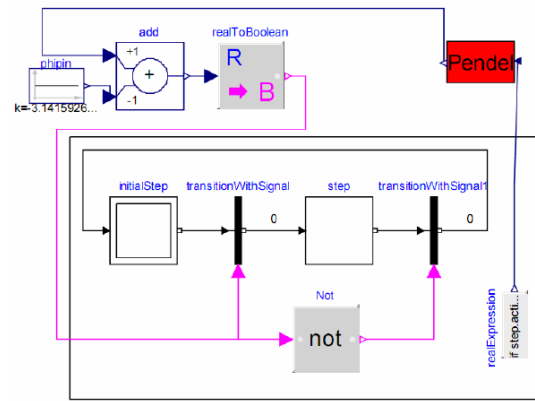 add
realToBoolean
phipin
+1
+
-1
k=-3.1415926...
R
B
Pendel
initialStep
transitionWithSignal
step
transitionWithSignal1
0
0
Not
not
realExpression
if step.acti...